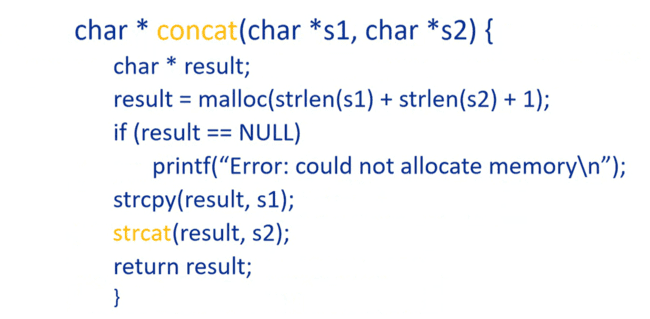 char * concat(char *s1, char *s2) {
char * result;
result = malloc(strlen(s1) + strlen(s2) + 1);
if (result == NULL)
printf(“Error: could not allocate memory\n”);
strcpy(result, s1);
strcat(result, s2);
return result;
}